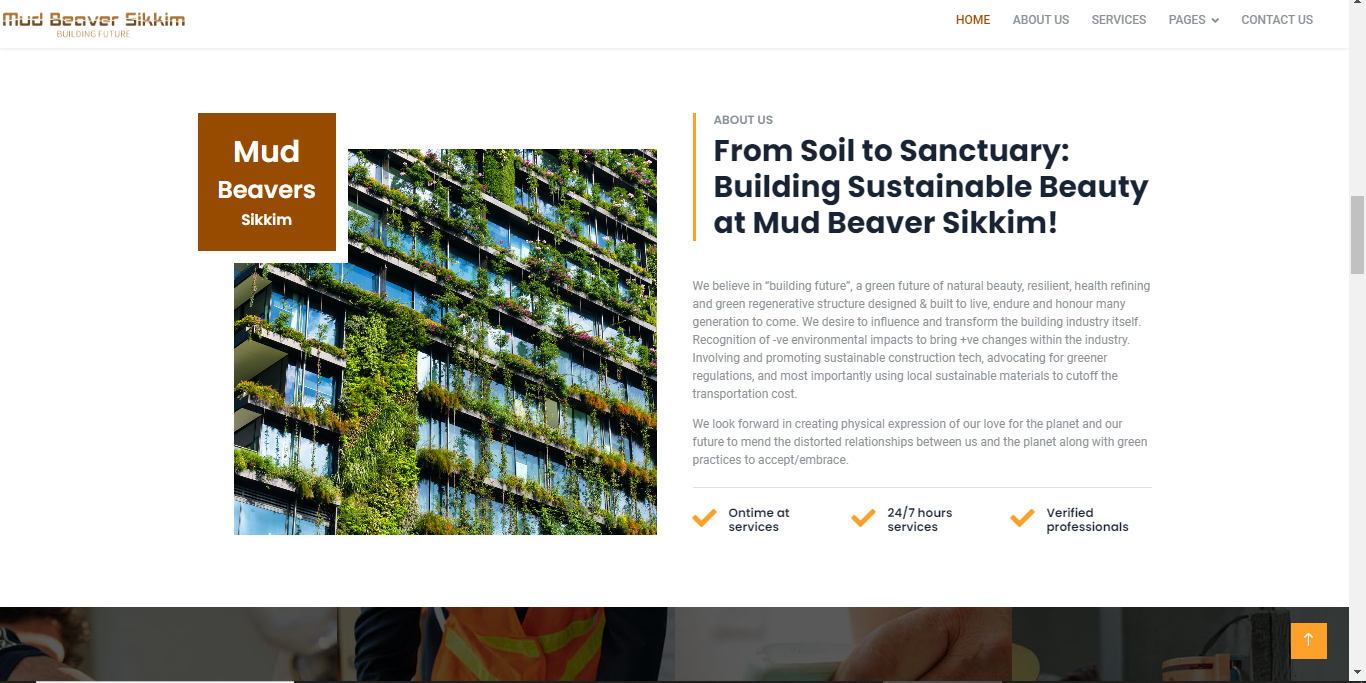 Mud Beaver Sikkim
BUILDING FUTURE
HOME
ABOUT US
SERVICES
PAGES
CONTACT US
Mud
Beavers
Sikkim
ABOUT US
From Soil to Sanctuary:
Building Sustainable Beauty
at Mud Beaver Sikkim!
We believe in “building future”, a green future of natural beauty, resilient, health refining
and green regenerative structure designed & built to live, endure and honour many
generation to come. We desire to influence and transform the building industry itself.
Recognition of -ve environmental impacts to bring +ve changes within the industry.
Involving and promoting sustainable construction tech, advocating for greener
regulations, and most importantly using local sustainable materials to cutoff the
transportation cost.
We look forward in creating physical expression of our love for the planet and our
future to mend the distorted relationships between us and the planet along with green
practices to accept/embrace.
Ontime at
services
24/7 hours
services
Verified
professionals